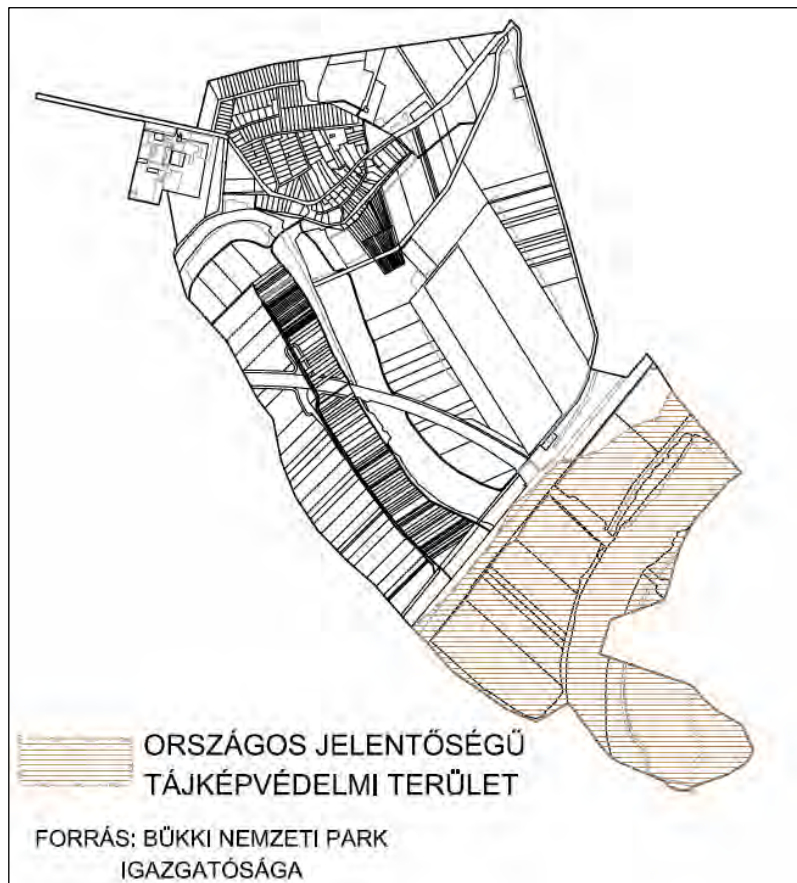 ORSZÁGOS JELENTŐSÉGŰ
TÁJKÉPVÉDELMI TERÜLET
FORRÁS: BÜKKI NEMZETI PARK
IGAZGATÓSÁGA